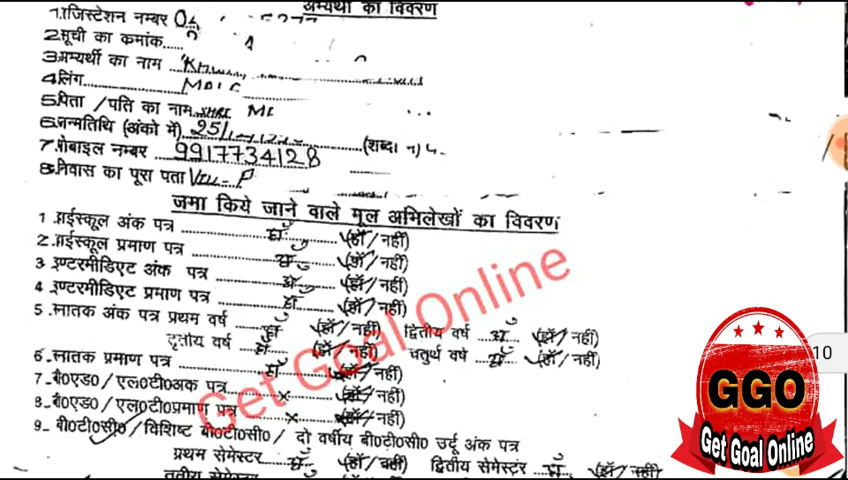 अभ्यर्थी का विवरण
1. रजिस्टेशन नम्बर
2. सूची का कमांक......
3. अभ्यर्थी का नाम
4. लिंग
5. पिता / पति का नाम
6. जन्मतिथि (अंको में) 25/ (शब्दों में)
7. मोबाइल नम्बर 9917734128
8. निवास का पूरा पता
जमा किये जाने वाले मूल अभिलेखों का विवरण
1. हाईस्कूल अंक पत्र हाँ (हाँ/नहीं)
2. हाईस्कूल प्रमाण पत्र हाँ (हाँ/नहीं)
3 इण्टरमीडिएट अंक पत्र हाँ (हाँ/नहीं)
4 इण्टरमीडिएट प्रमाण पत्र हाँ (हाँ/नहीं)
5. स्नातक अंक पत्र प्रथम वर्ष हाँ (हाँ/नहीं) द्वितीय वर्ष हाँ (हाँ/नहीं)
तृतीय वर्ष हाँ (हाँ/नहीं) चतुर्थ वर्ष हाँ (हाँ/नहीं)
6. स्नातक प्रमाण पत्र हाँ (हाँ/नहीं)
7. बी0एड0/एल0टी0अंक पत्र × (हाँ/नहीं)
8. बी0एड0/एल0टी0प्रमाण पत्र × (हाँ/नहीं)
9. बी0टी0सी0/विशिष्ट बी0टी0सी0 / दो वर्षीय बी0टी0सी0 उर्दू अंक पत्र
प्रथम सेमेस्टर हाँ (हाँ/नहीं) द्वितीय सेमेस्टर हाँ (हाँ/नहीं)
तृतीय सेमेस्टर
Get Goal Online
10
GGO
Get Goal Online